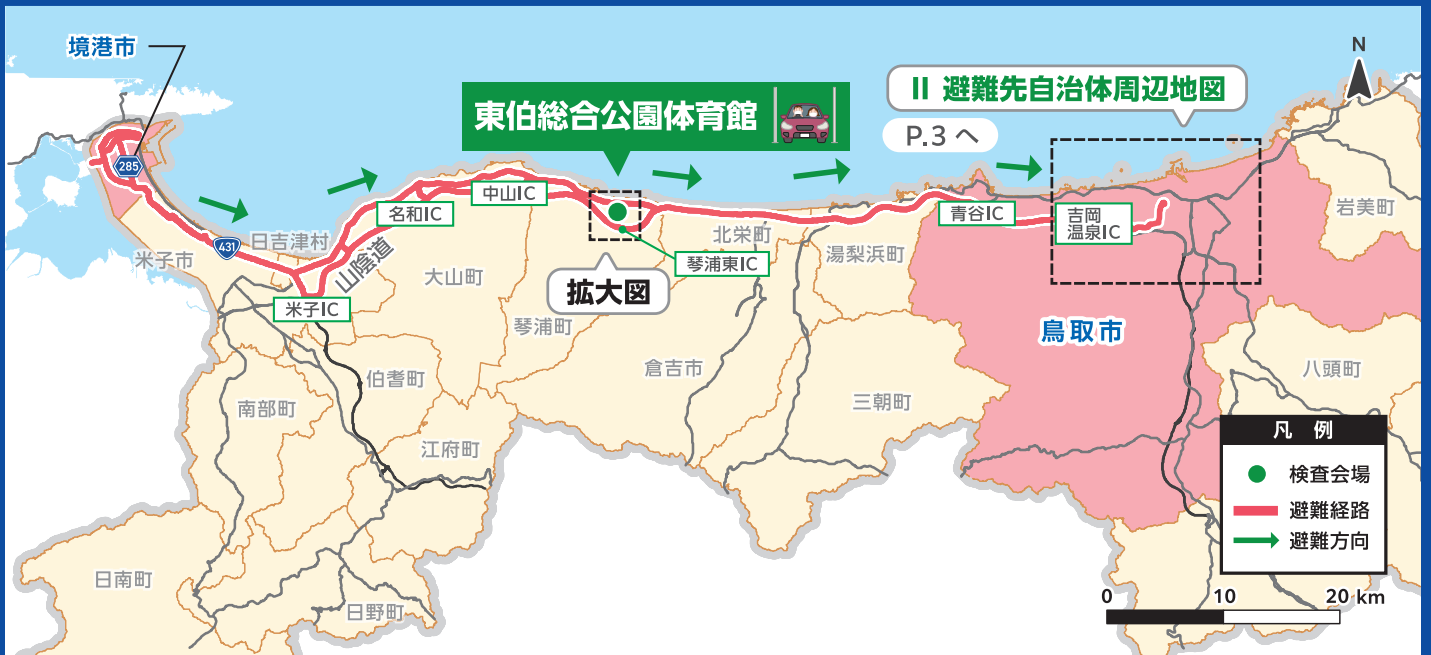 境港市
東伯総合公園体育館
Ⅱ 避難先自治体周辺地図
P.3 へ
N
285
431
日吉津村
米子市
米子IC
山陰道
名和IC
中山IC
大山町
琴浦町
拡大図
琴浦東IC
北栄町
湯梨浜町
青谷IC
吉岡
温泉IC
岩美町
鳥取市
八頭町
倉吉市
三朝町
伯耆町
南部町
江府町
日南町
日野町
凡 例
検査会場
避難経路
避難方向
0 10 20 km